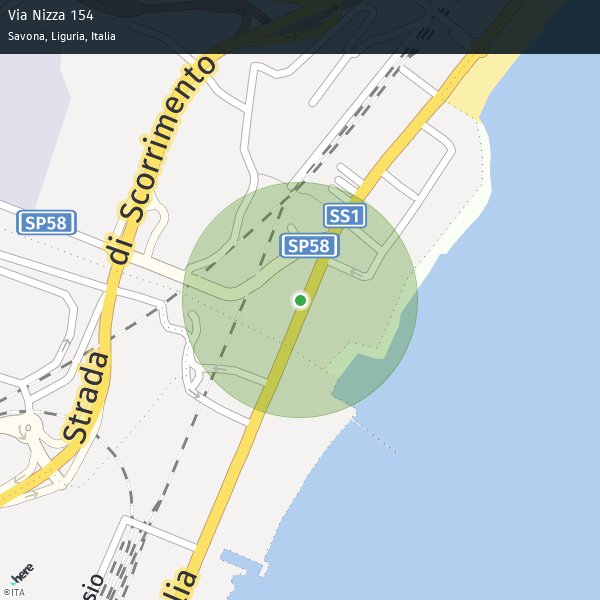 Via Nizza 154
Savona, Liguria, Italia
Strada di Scorrimento
SP58
SS1
SP58
sio
lia
here
©ITA